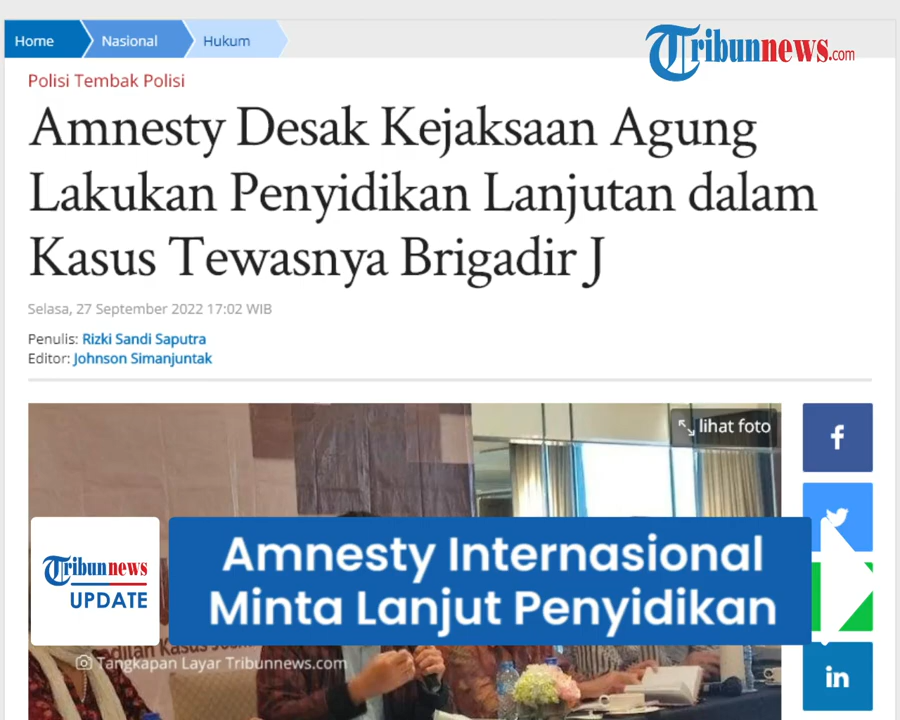 Home Nasional Hukum
Tribunnews.com
Polisi Tembak Polisi
Amnesty Desak Kejaksaan Agung
Lakukan Penyidikan Lanjutan dalam
Kasus Tewasnya Brigadir J
Selasa, 27 September 2022 17:02 WIB
Penulis: Rizki Sandi Saputra
Editor: Johnson Simanjuntak
lihat foto
f
Tribunnews
UPDATE
Amnesty Internasional
Minta Lanjut Penyidikan
Tangkapan Layar Tribunnews.com
in